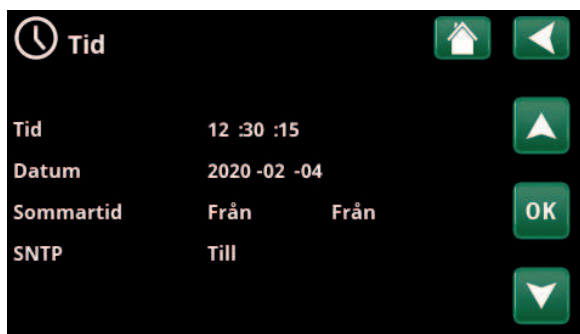 Tid
Tid 12 :30 :15
Datum 2020 -02 -04
Sommartid Från Från
OK
SNTP Till